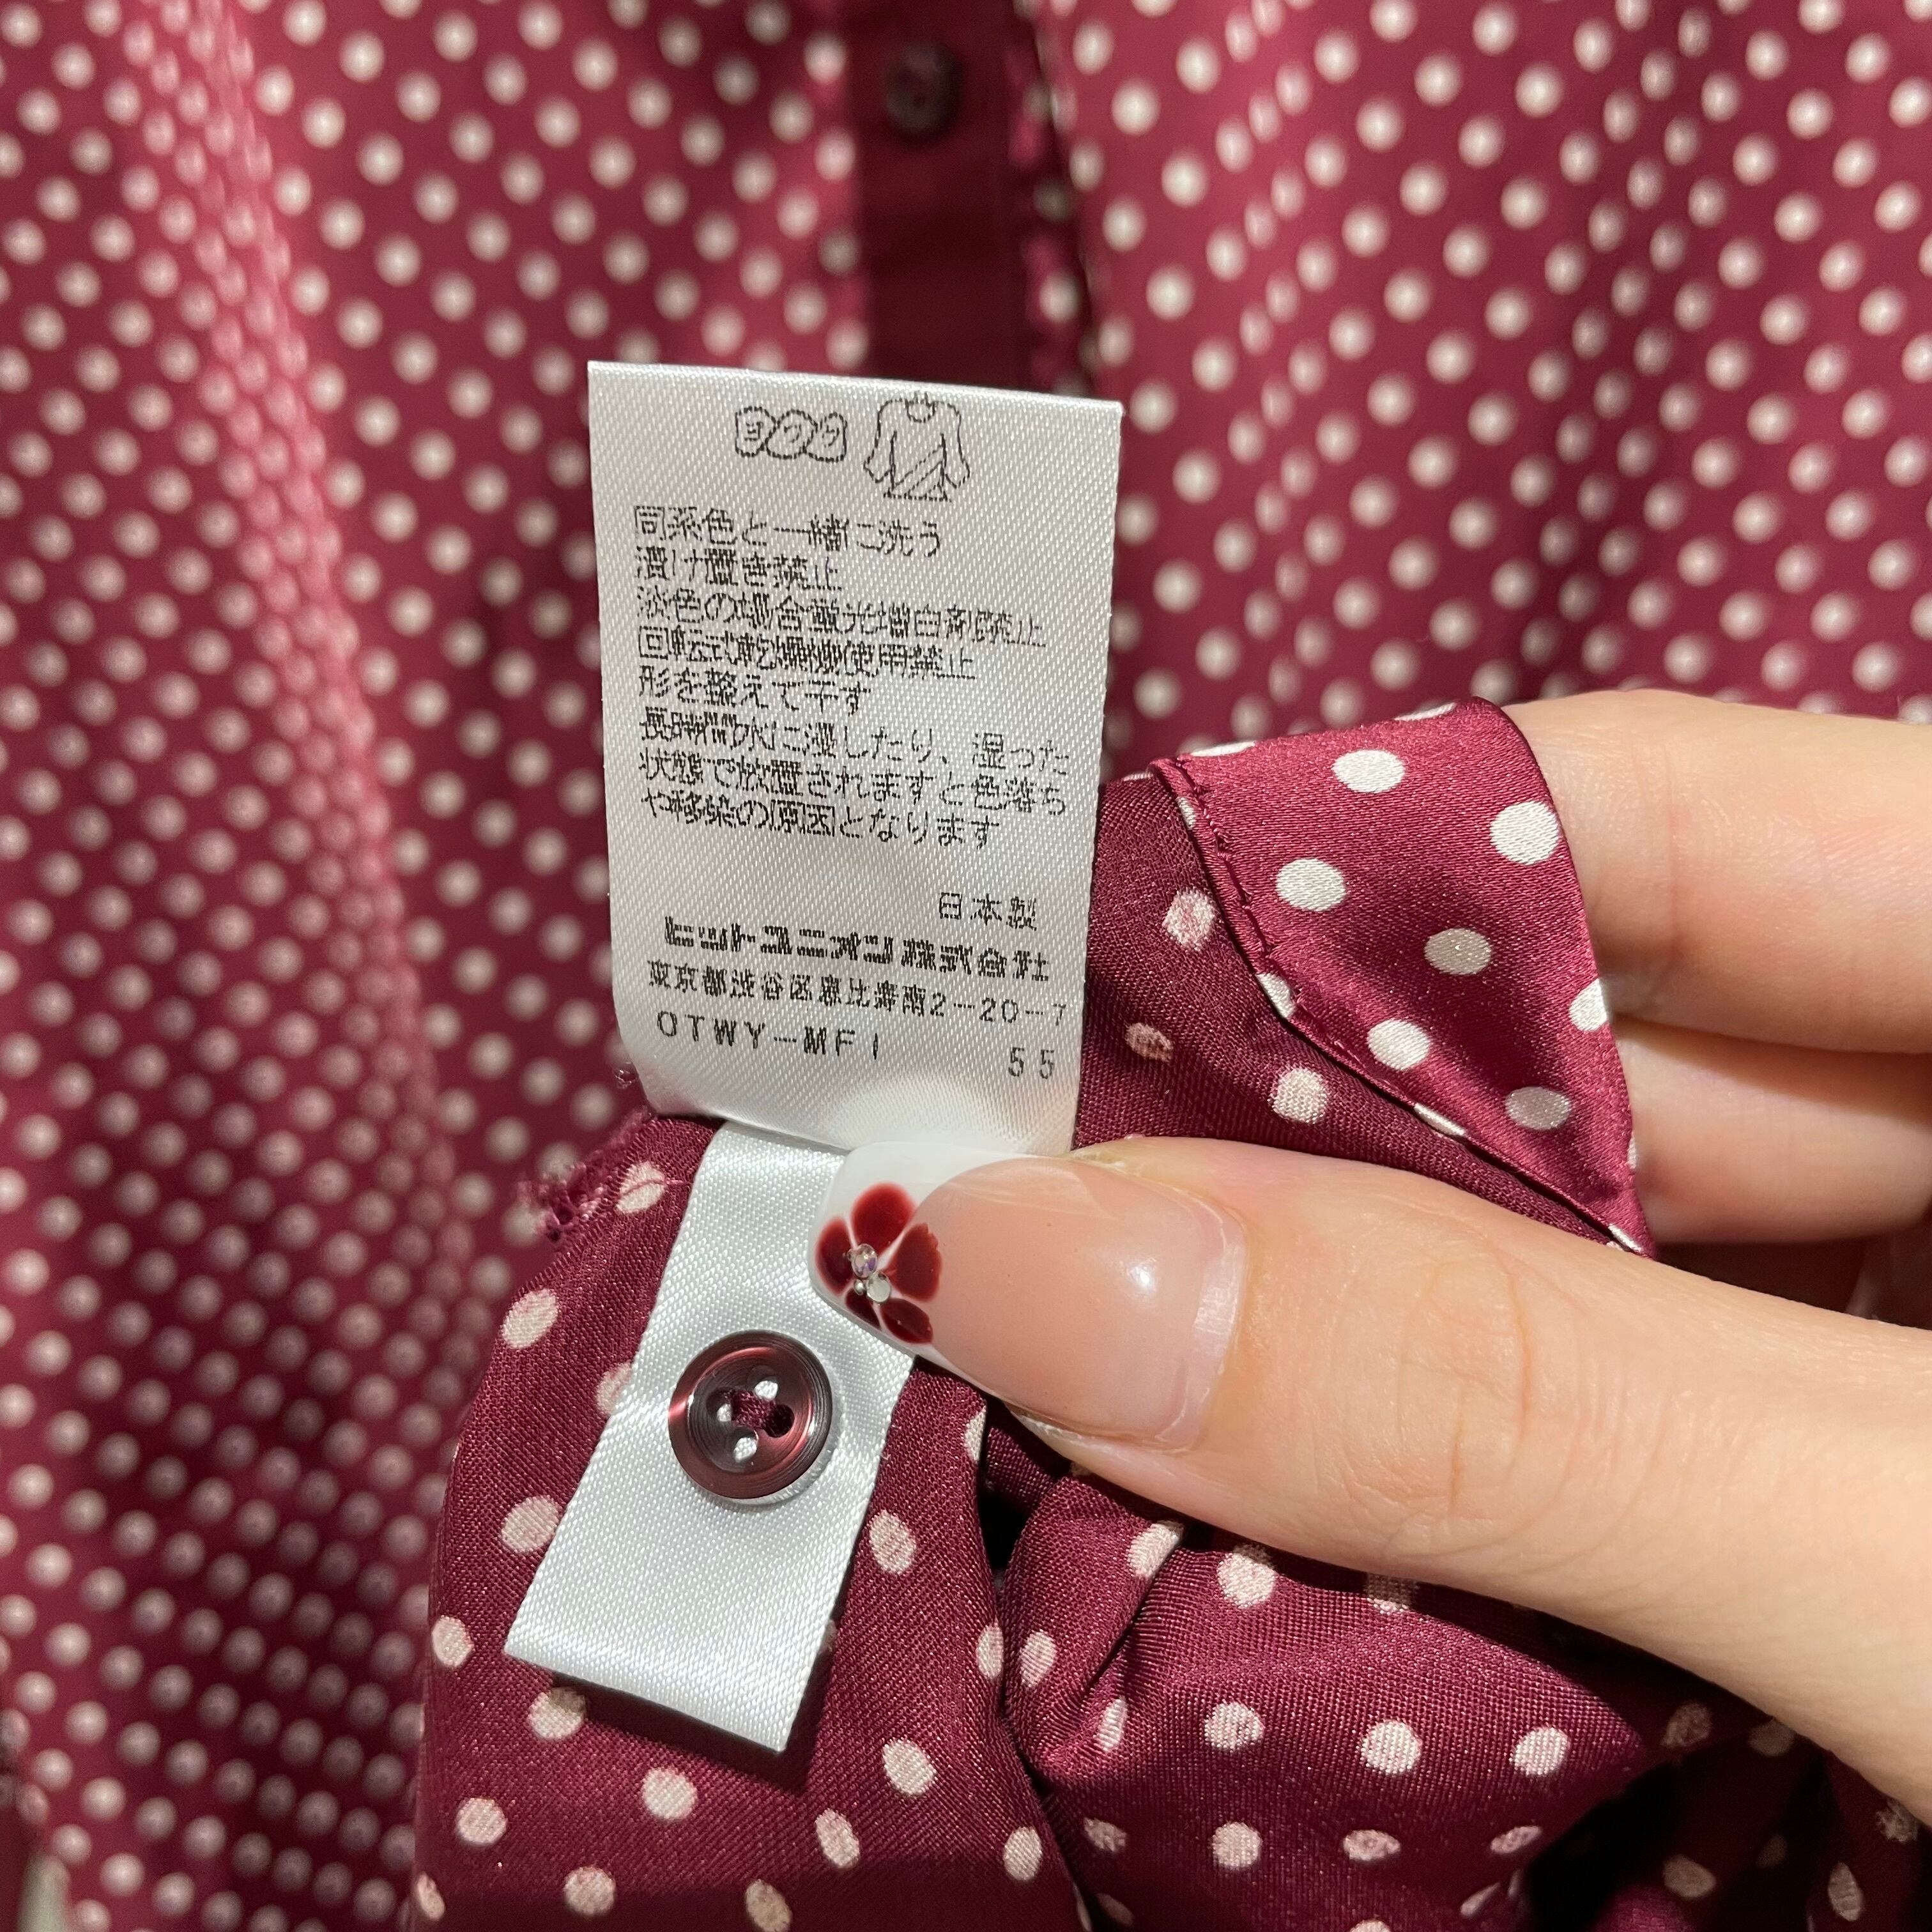 同系色と一緒に洗う
漬け置き禁止
淡色の場合蛍光増白剤禁止
回転式乾燥機使用禁止
形を整えて干す
長時間水に浸したり、湿った
状態で放置されますと色落ち
や移染の原因となります
日本製
ヒットユニオン株式会社
東京都渋谷区恵比寿南2-20-7
OTWY-MFI
55